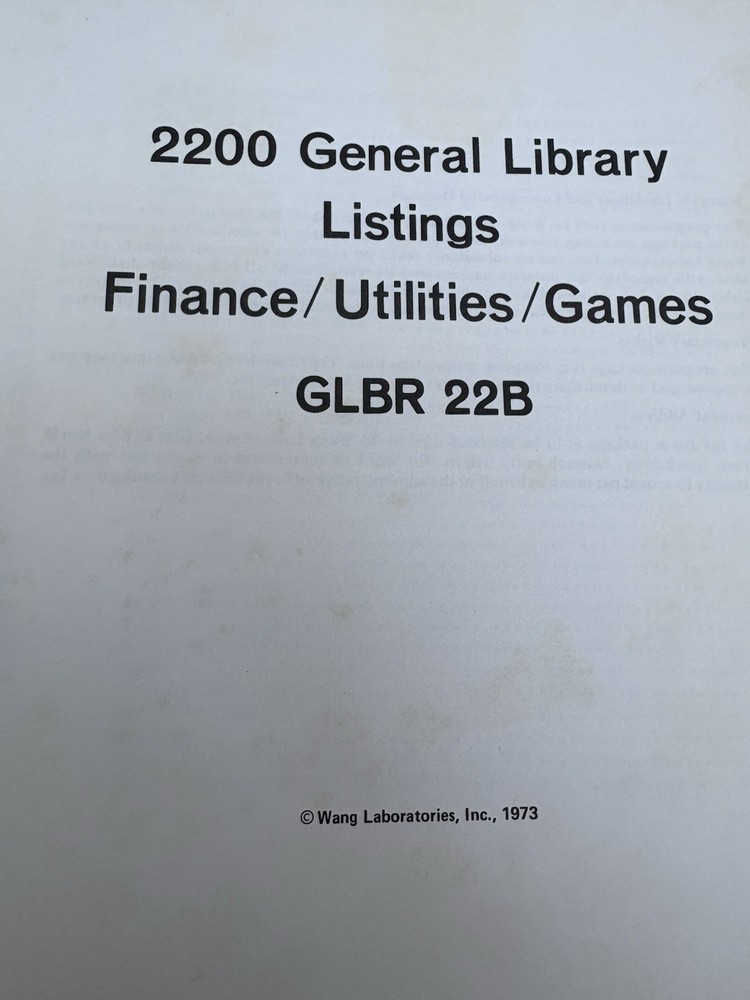 2200 General Library
Listings
Finance/Utilities/Games
GLBR 22B
© Wang Laboratories, Inc., 1973